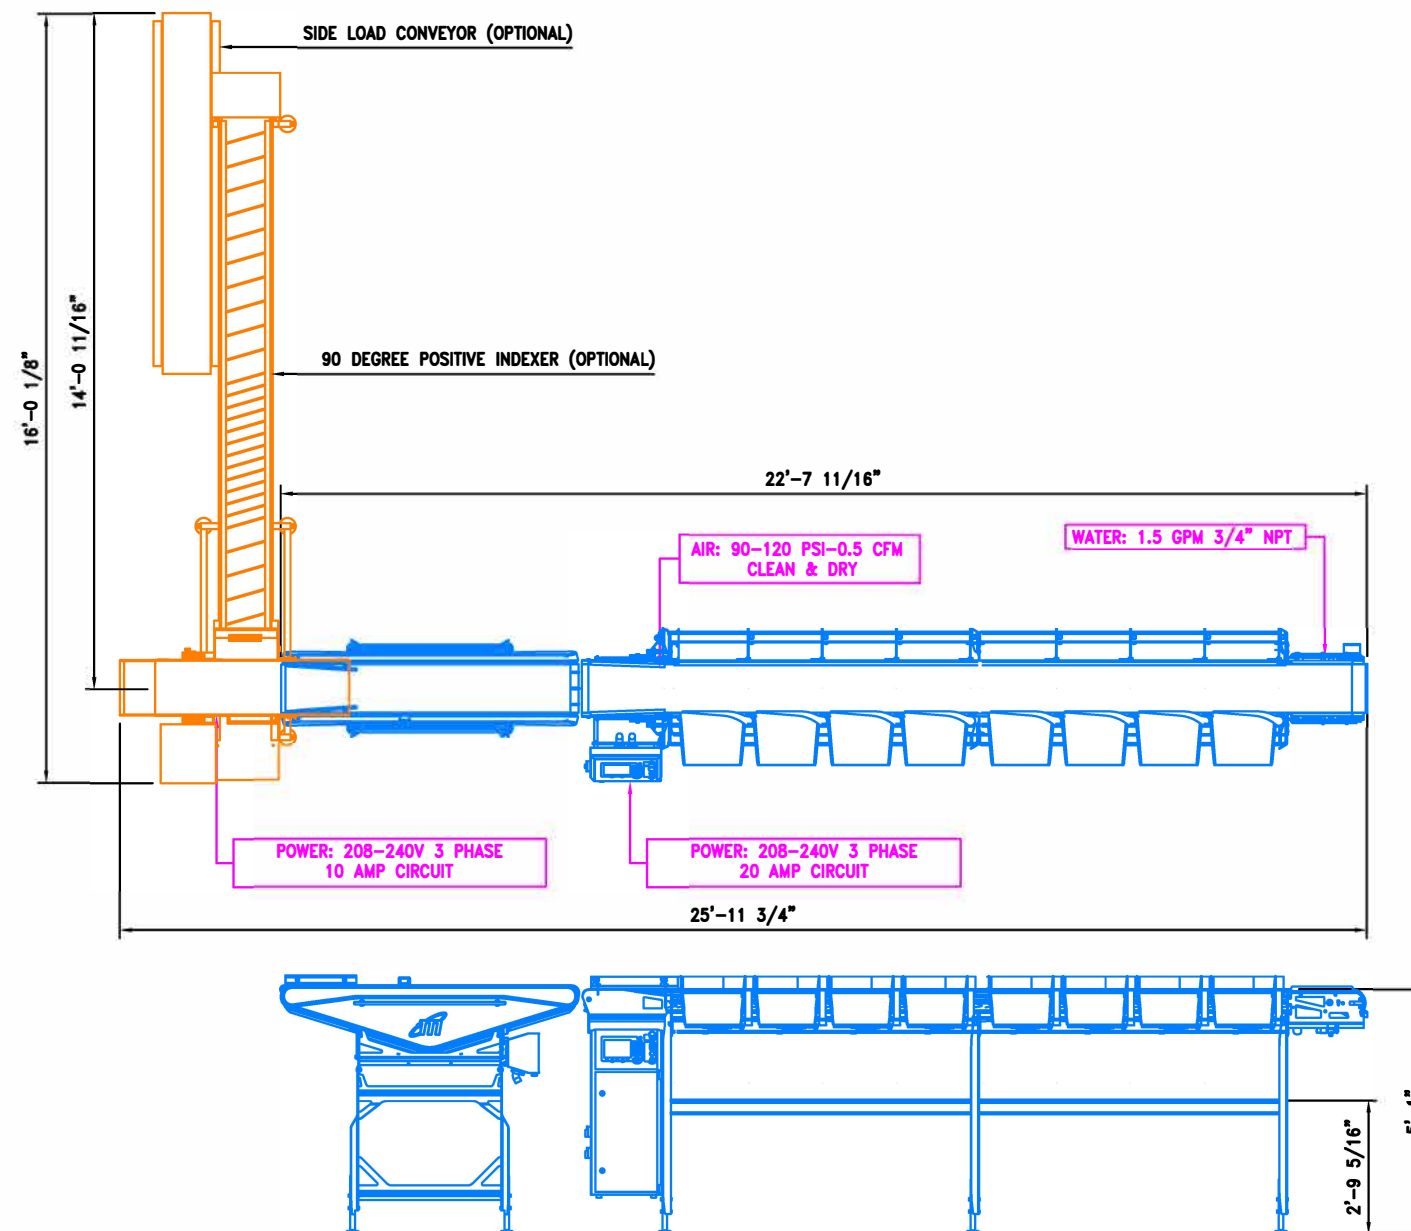 SIDE LOAD CONVEYOR (OPTIONAL)
16'-0 1/8"
14'-0 11/16"
90 DEGREE POSITIVE INDEXER (OPTIONAL)
22'-7 11/16"
AIR: 90-120 PSI-0.5 CFM
CLEAN & DRY
WATER: 1.5 GPM 3/4" NPT
POWER: 208-240V 3 PHASE
10 AMP CIRCUIT
POWER: 208-240V 3 PHASE
20 AMP CIRCUIT
25'-11 3/4"
2'-9 5/16"